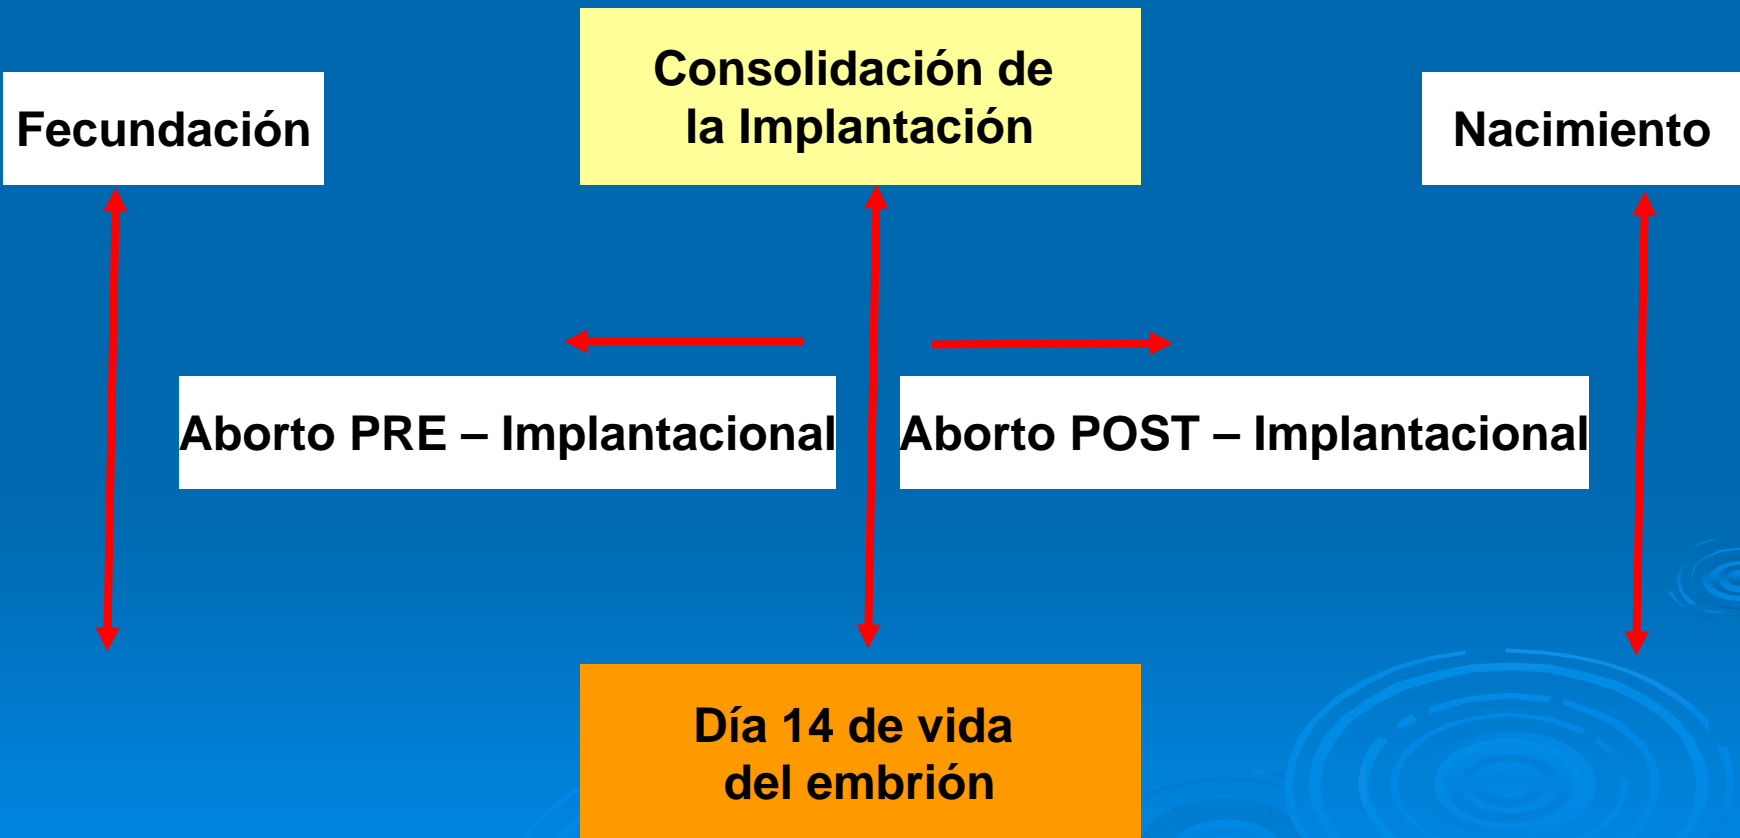 Consolidación de
la Implantación
Fecundación
Nacimiento
Aborto PRE – Implantacional
Aborto POST – Implantacional
Día 14 de vida
del embrión